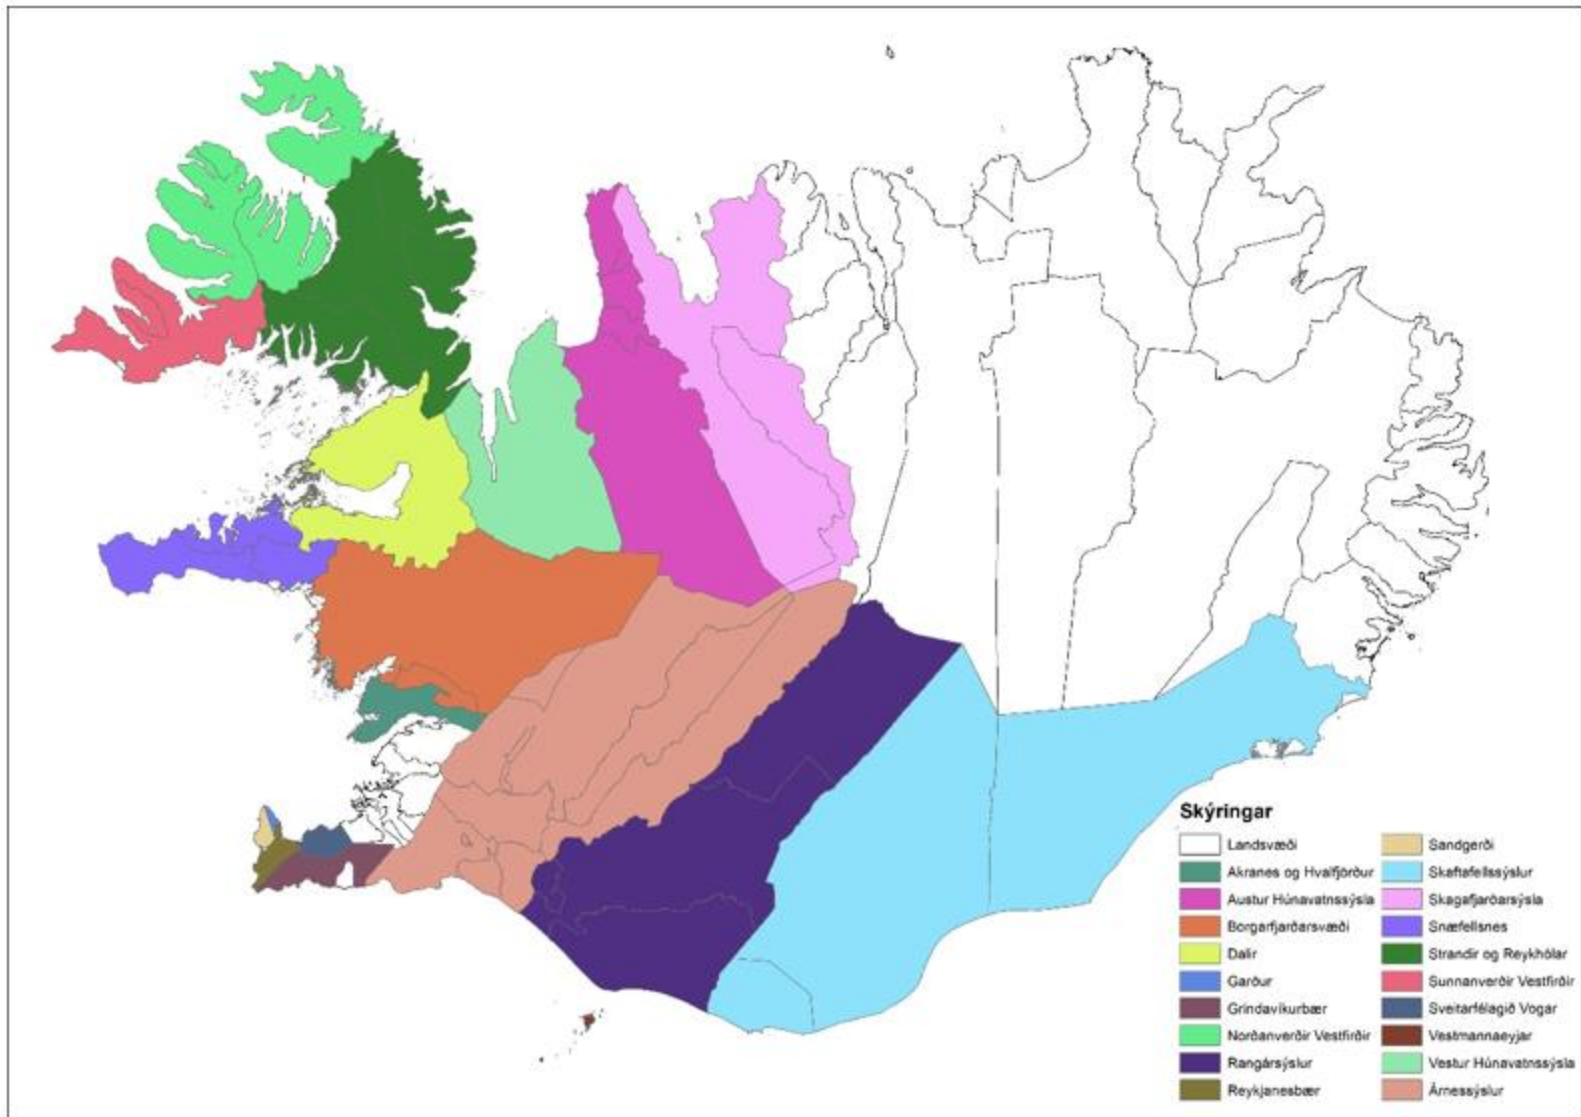 Skýringar
Landsvæði
Akranes og Hvalfjörður
Austur Húnavatnssýsla
Borgarfjarðarsvæði
Dalir
Garður
Grindavíkurbær
Norðanverðir Vestfirðir
Rangársýslur
Reykjanesbær
Sandgerði
Skaftafellssýslur
Skagafjarðarsýsla
Snæfellsnes
Strandir og Reykhólar
Sunnanverðir Vestfirðir
Sveitarfélagið Vogar
Vestmannaeyjar
Vestur Húnavatnssýsla
Árnessýslur